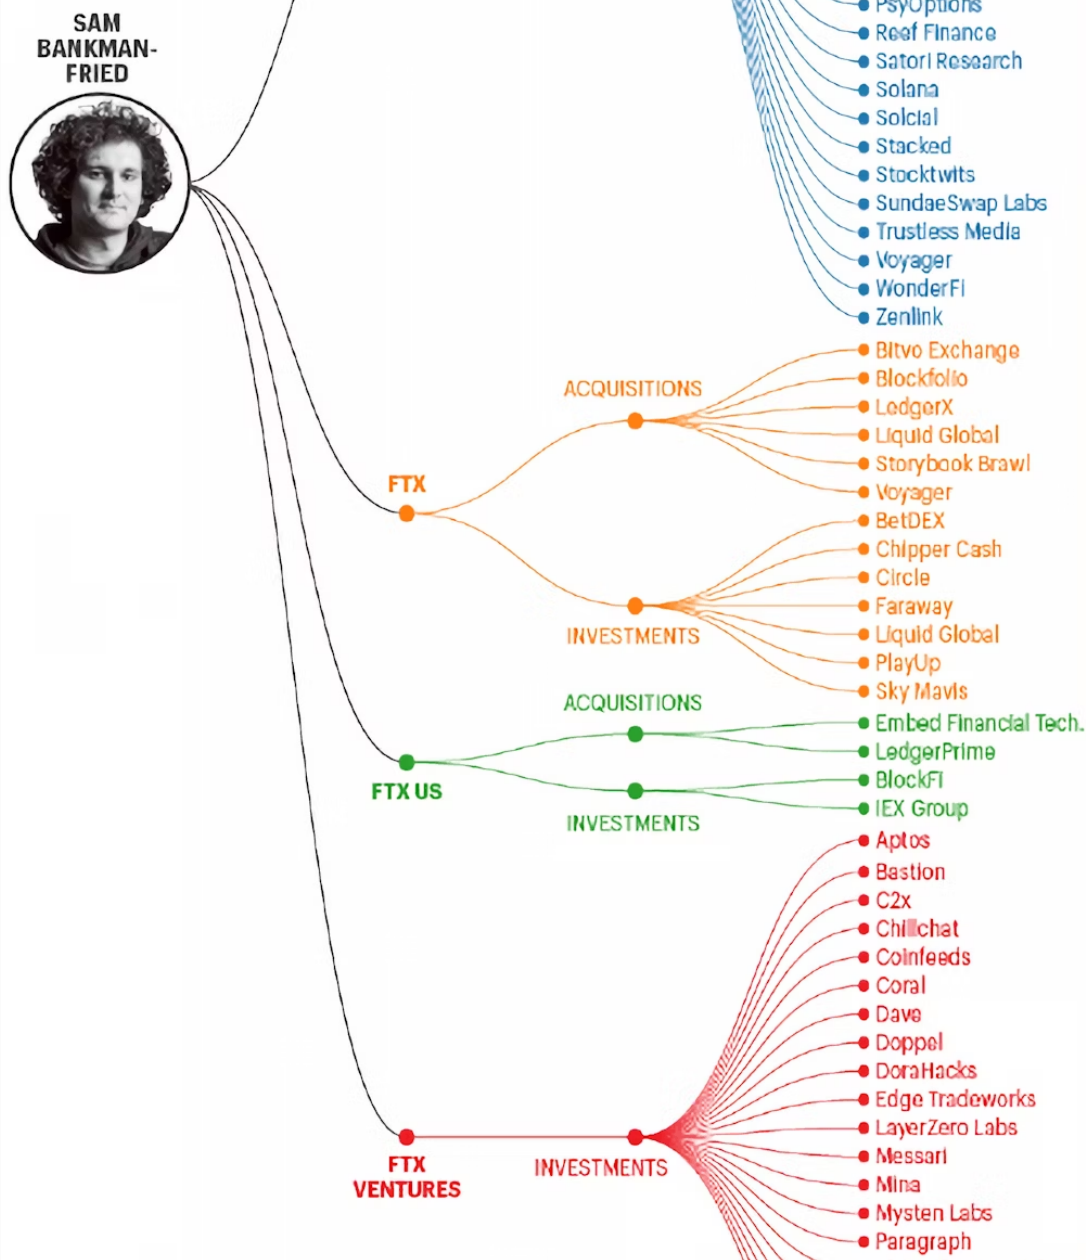 SAM
BANKMAN-
FRIED
PsyOptions
Reef Finance
Satori Research
Solana
Solcial
Stacked
Stocktwits
SundaeSwap Labs
Trustless Media
Voyager
WonderFi
Zenlink
FTX
ACQUISITIONS
Bitvo Exchange
Blockfolio
LedgerX
Liquid Global
Storybook Brawl
Voyager
INVESTMENTS
BetDEX
Chipper Cash
Circle
Faraway
Liquid Global
PlayUp
Sky Mavis
FTX US
ACQUISITIONS
Embed Financial Tech.
LedgerPrime
INVESTMENTS
BlockFi
IEX Group
FTX
VENTURES
INVESTMENTS
Aptos
Bastion
C2x
Chillchat
Coinfeeds
Coral
Dave
Doppel
DoraHacks
Edge Tradeworks
LayerZero Labs
Messari
Mina
Mysten Labs
Paragraph